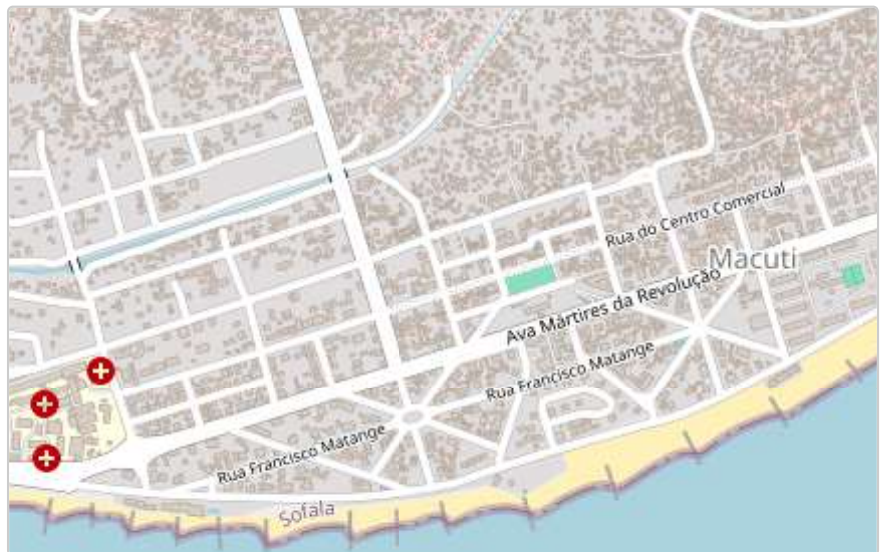 Rua do Centro Comercial
Macuti
Ava Mártires da Revolução
Rua Francisco Matange
Rua Francisco Matange
Sofala